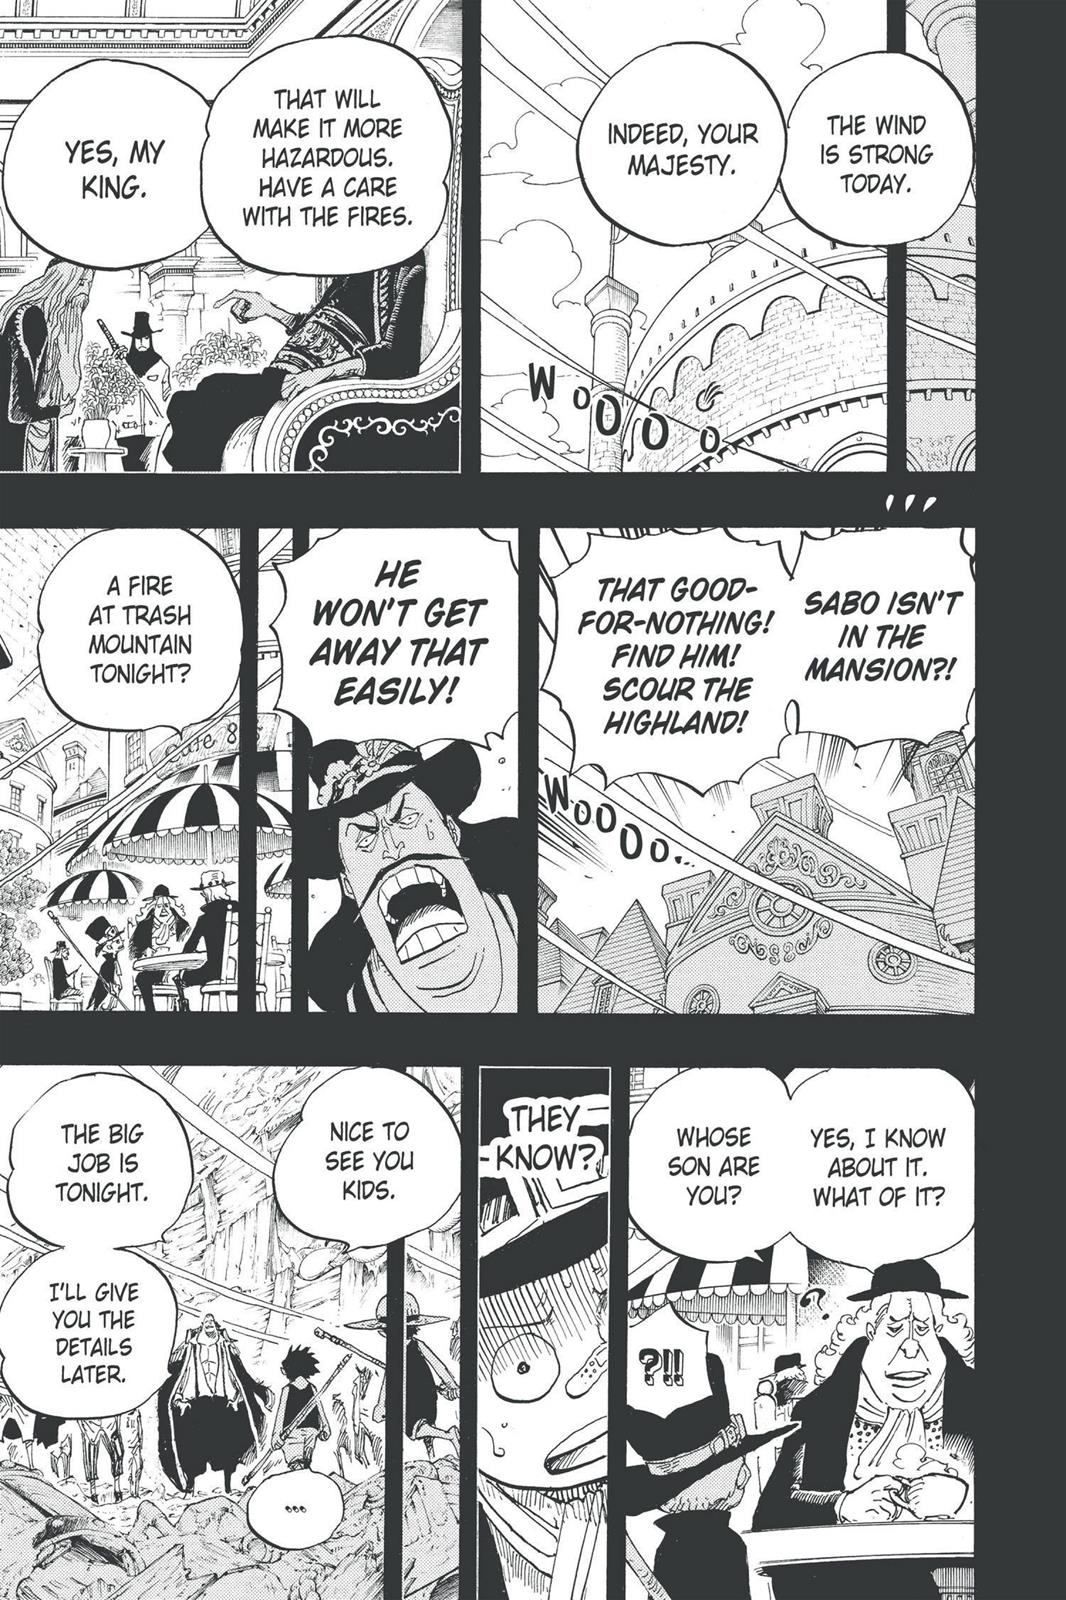 THE WIND
IS STRONG
TODAY.
INDEED, YOUR
MAJESTY.
WOOOOO
THAT WILL
MAKE IT MORE
HAZARDOUS.
HAVE A CARE
WITH THE FIRES.
YES, MY
KING.
SABO ISN'T
IN THE
MANSION?!
THAT GOOD-
FOR-NOTHING!
FIND HIM!
SCOUR THE
HIGHLAND!
WOOOOO...
HE
WON'T GET
AWAY THAT
EASILY!
A FIRE
AT TRASH
MOUNTAIN
TONIGHT?
YES, I KNOW
ABOUT IT.
WHAT OF IT?
WHOSE
SON ARE
YOU?
?
?!!
THEY
KNOW?
NICE TO
SEE YOU
KIDS.
THE BIG
JOB IS
TONIGHT.
I'LL GIVE
YOU THE
DETAILS
LATER.
...